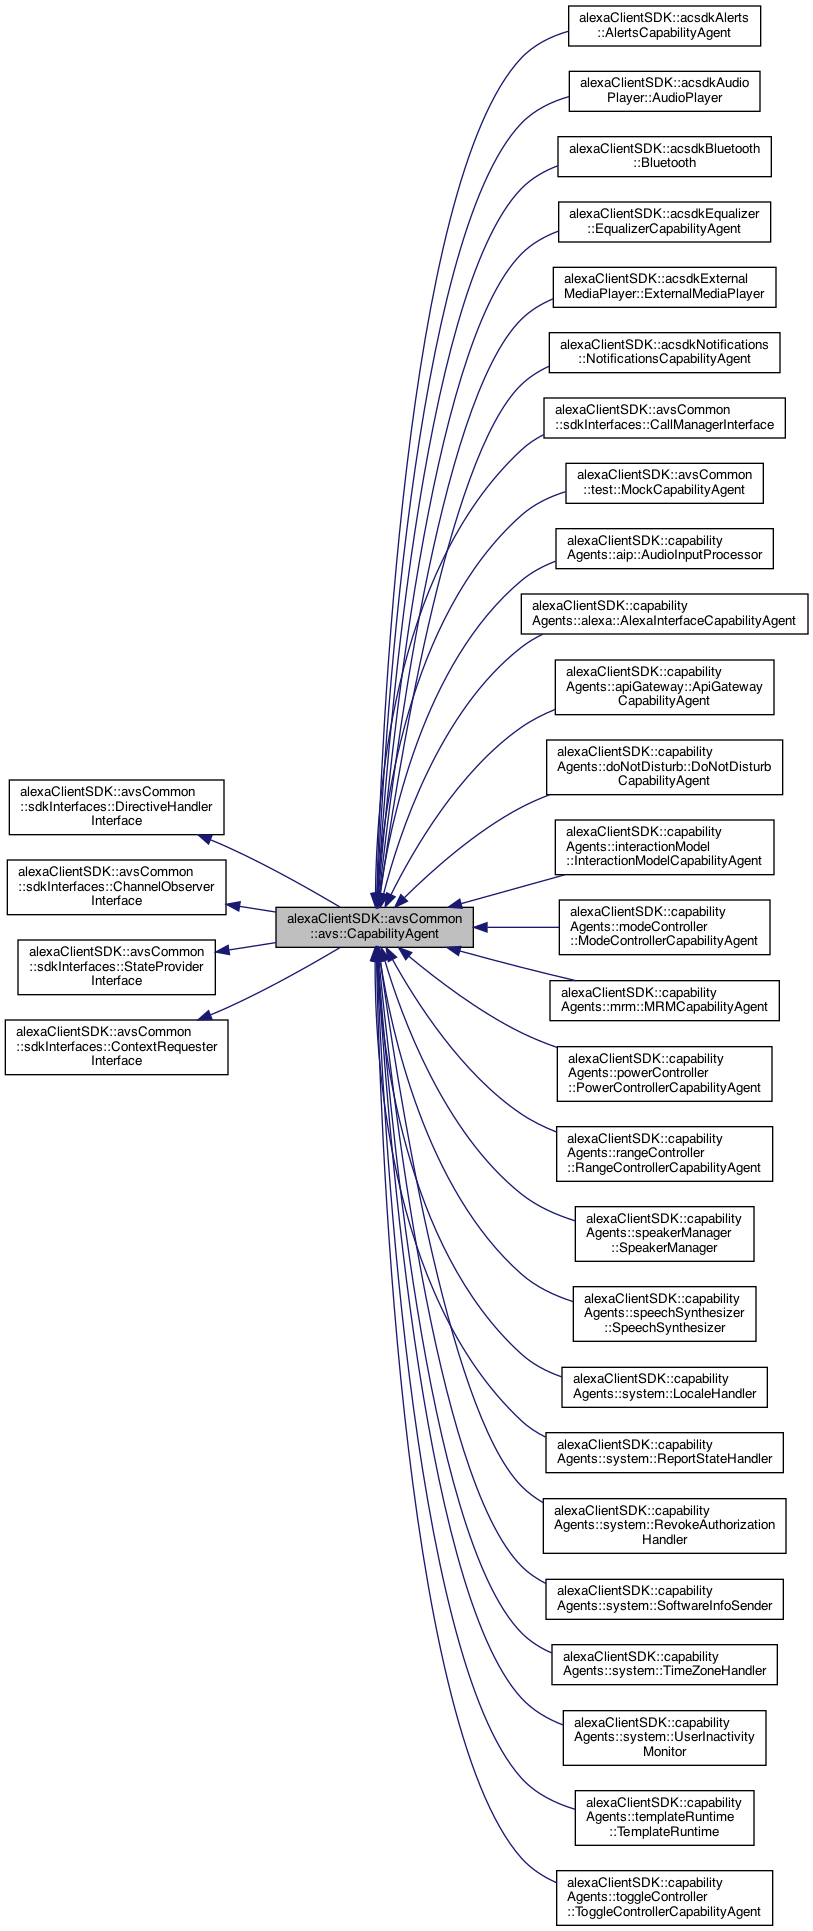 alexaClientSDK::acsdkAlerts
::AlertsCapabilityAgent
alexaClientSDK::acsdkAudio
Player::AudioPlayer
alexaClientSDK::acsdkBluetooth
::Bluetooth
alexaClientSDK::acsdkEqualizer
::EqualizerCapabilityAgent
alexaClientSDK::acsdkExternal
MediaPlayer::ExternalMediaPlayer
alexaClientSDK::acsdkNotifications
::NotificationsCapabilityAgent
alexaClientSDK::avsCommon
::sdkInterfaces::CallManagerInterface
alexaClientSDK::avsCommon
::test::MockCapabilityAgent
alexaClientSDK::capability
Agents::aip::AudioInputProcessor
alexaClientSDK::capability
Agents::alexa::AlexaInterfaceCapabilityAgent
alexaClientSDK::capability
Agents::apiGateway::ApiGateway
CapabilityAgent
alexaClientSDK::capability
Agents::doNotDisturb::DoNotDisturb
CapabilityAgent
alexaClientSDK::avsCommon
::sdkInterfaces::DirectiveHandler
Interface
alexaClientSDK::avsCommon
::sdkInterfaces::ChannelObserver
Interface
alexaClientSDK::avsCommon
::sdkInterfaces::StateProvider
Interface
alexaClientSDK::avsCommon
::sdkInterfaces::ContextRequester
Interface
alexaClientSDK::avsCommon
::avs::CapabilityAgent
alexaClientSDK::capability
Agents::interactionModel
::InteractionModelCapabilityAgent
alexaClientSDK::capability
Agents::modeController
::ModeControllerCapabilityAgent
alexaClientSDK::capability
Agents::mrm::MRMCapabilityAgent
alexaClientSDK::capability
Agents::powerController
::PowerControllerCapabilityAgent
alexaClientSDK::capability
Agents::rangeController
::RangeControllerCapabilityAgent
alexaClientSDK::capability
Agents::speakerManager
::SpeakerManager
alexaClientSDK::capability
Agents::speechSynthesizer
::SpeechSynthesizer
alexaClientSDK::capability
Agents::system::LocaleHandler
alexaClientSDK::capability
Agents::system::ReportStateHandler
alexaClientSDK::capability
Agents::system::RevokeAuthorization
Handler
alexaClientSDK::capability
Agents::system::SoftwareInfoSender
alexaClientSDK::capability
Agents::system::TimeZoneHandler
alexaClientSDK::capability
Agents::system::UserInactivity
Monitor
alexaClientSDK::capability
Agents::templateRuntime
::TemplateRuntime
alexaClientSDK::capability
Agents::toggleController
::ToggleControllerCapabilityAgent